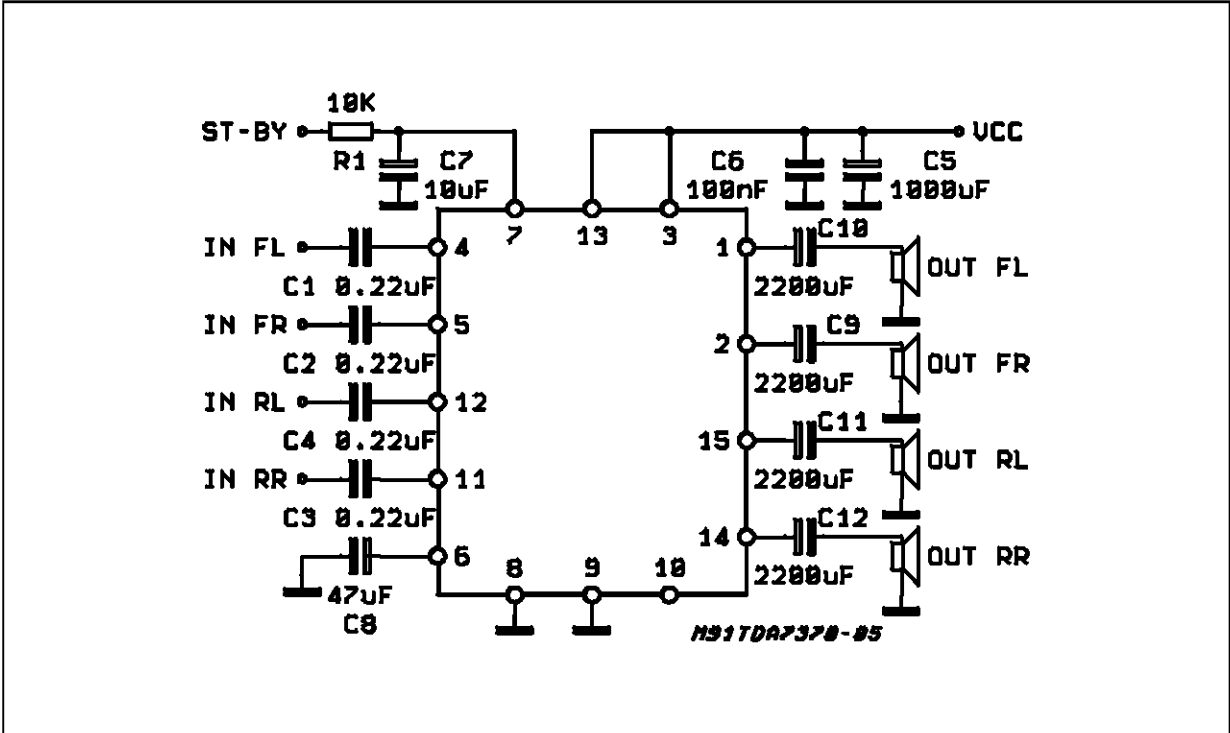 10K
ST-BY
VCC
R1
C7
10uF
C6
100nF
C5
1000uF
7
13
3
IN FL
4
1
C10
OUT FL
C1 0.22uF
2200uF
IN FR
5
2
C9
OUT FR
C2 0.22uF
2200uF
IN RL
12
15
C11
OUT RL
C4 0.22uF
2200uF
IN RR
11
14
C12
OUT RR
C3 0.22uF
2200uF
6
8
9
10
47uF
C8
M91TDA7370-05